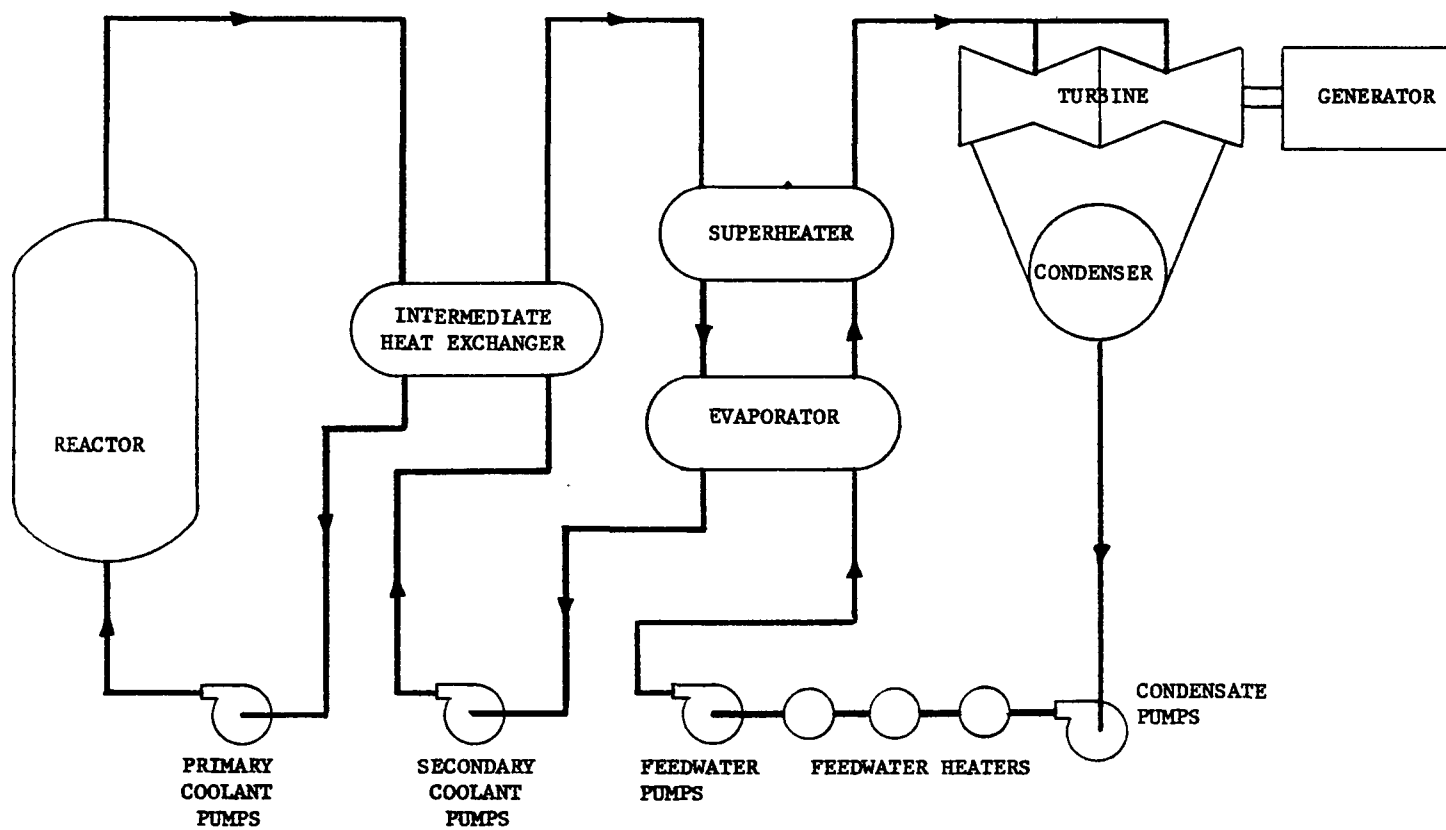 TURBINE
GENERATOR
SUPERHEATER
CONDENSER
INTERMEDIATE
HEAT EXCHANGER
EVAPORATOR
REACTOR
CONDENSATE
PUMPS
PRIMARY
COOLANT
PUMPS
SECONDARY
COOLANT
PUMPS
FEEDWATER
PUMPS
FEEDWATER HEATERS